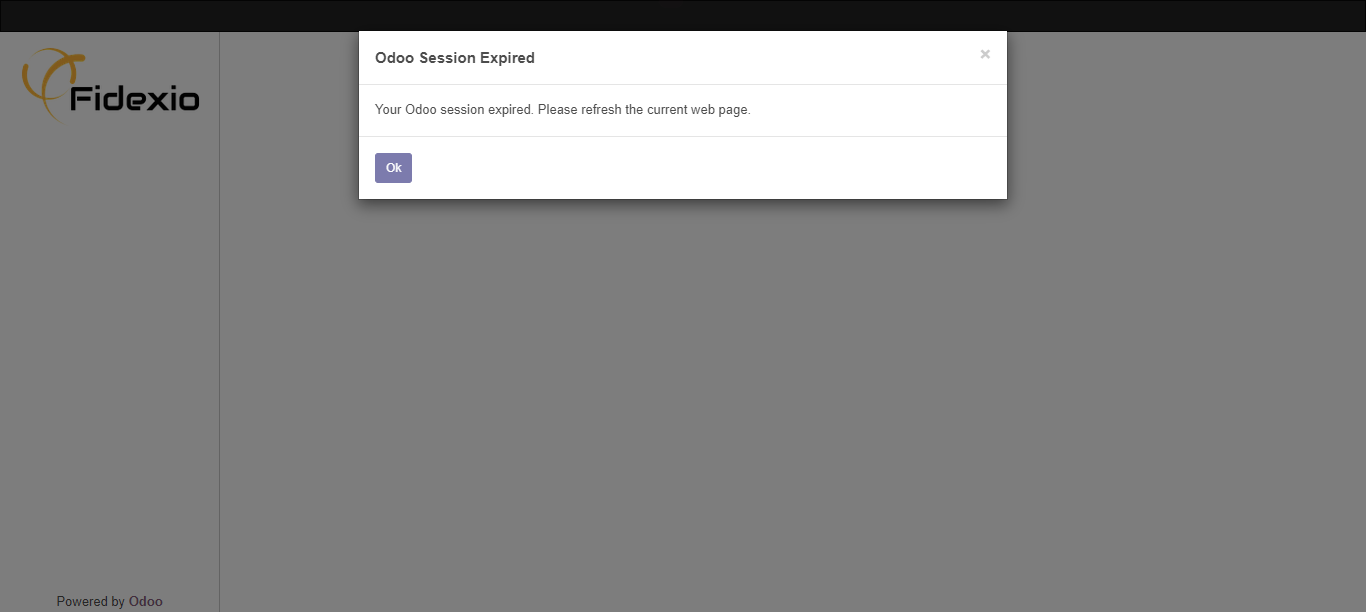 Odoo Session Expired
×
Your Odoo session expired. Please refresh the current web page.
Ok
Fidexio
Powered by Odoo